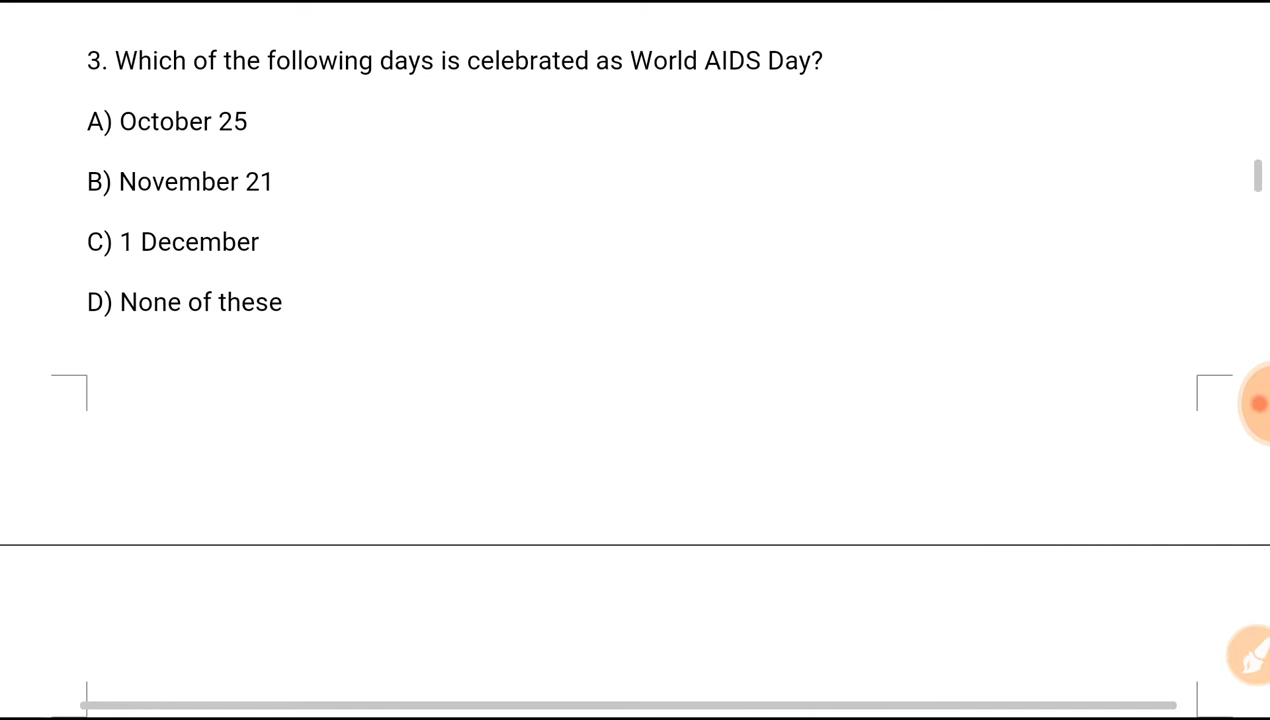 3. Which of the following days is celebrated as World AIDS Day?
A) October 25
B) November 21
C) 1 December
D) None of these